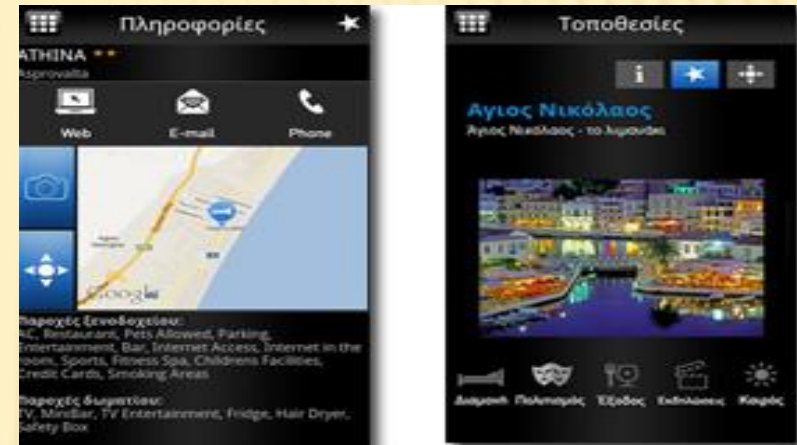 Πληροφορίες
ATHINA **
Asprovalta
Web E-mail Phone
Google
Παροχές ξενοδοχείου:
AC, Restaurant, Pets Allowed, Parking,
Entertainment, Bar, Internet Access, Internet in the
room, Sports, Fitness Spa, Childrens Facilities,
Credit Cards, Smoking Areas
Παροχές δωματίου:
TV, MiniBar, TV Entertainment, Fridge, Hair Dryer,
Safety Box
Τοποθεσίες
i
Αγιος Νικόλαος
Άγιος Νικόλαος - το λιμανάκι
Διαμονή Πολιτισμός Έξοδος Εκδηλώσεις Καιρός